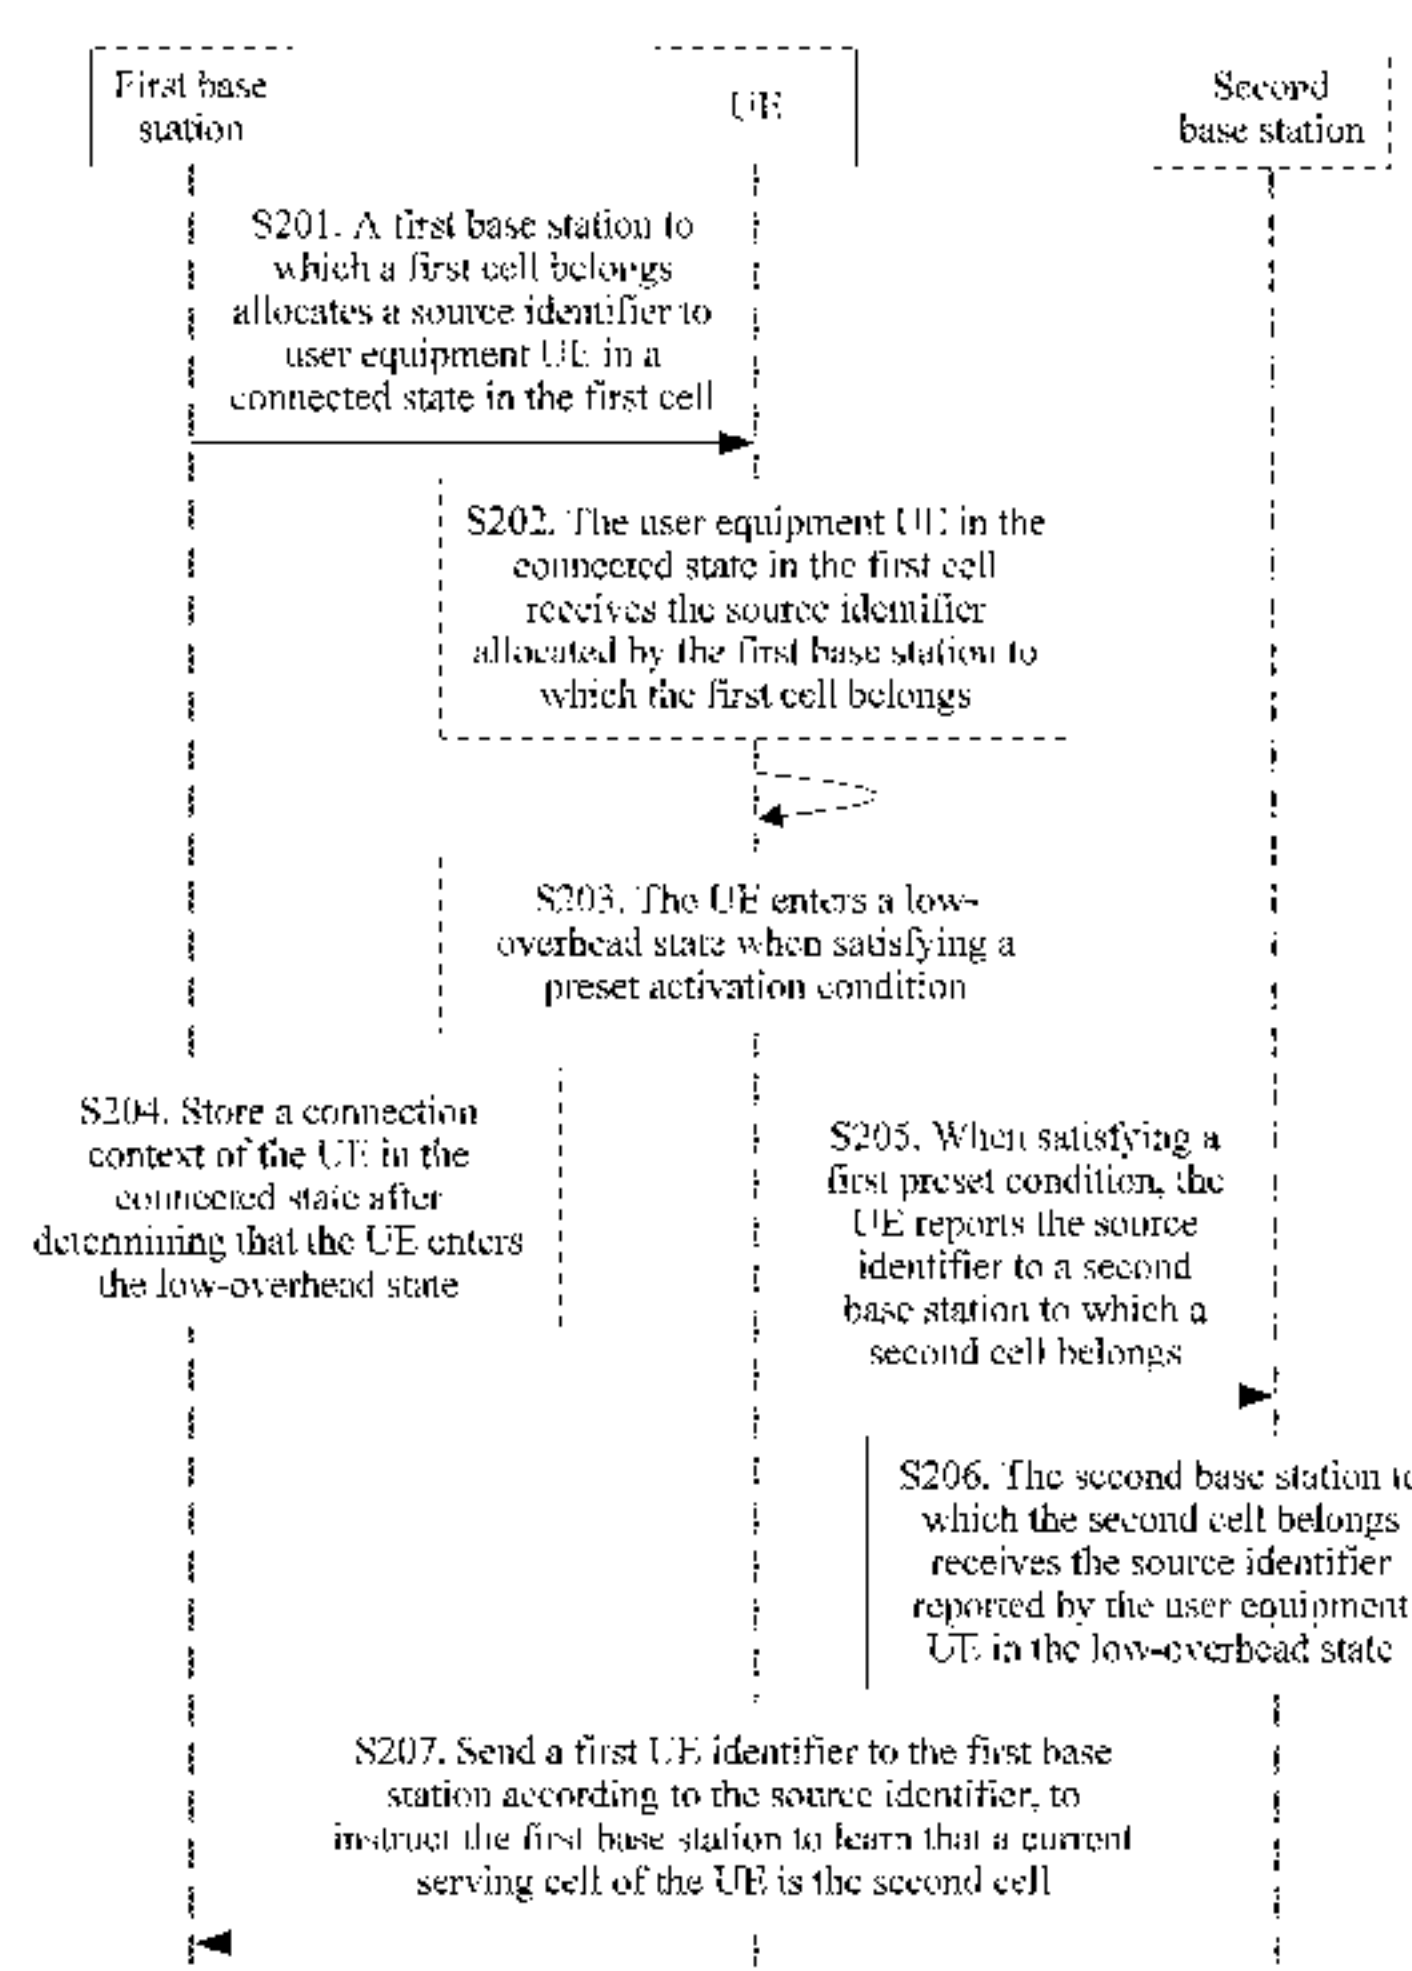 First base
station
UE
Second
base station
S201. A first base station to
which a first cell belongs
allocates a source identifier to
user equipment UE in a
connected state in the first cell
S202. The user equipment UE in the
connected state in the first cell
receives the source identifier
allocated by the first base station to
which the first cell belongs
S203. The UE enters a low-
overhead state when satisfying a
preset activation condition
S204. Store a connection
context of the UE in the
connected state after
determining that the UE enters
the low-overhead state
S205. When satisfying a
first preset condition, the
UE reports the source
identifier to a second
base station to which a
second cell belongs
S206. The second base station to
which the second cell belongs
receives the source identifier
reported by the user equipment
UE in the low-overhead state
S207. Send a first UE identifier to the first base
station according to the source identifier, to
instruct the first base station to learn that a current
serving cell of the UE is the second cell